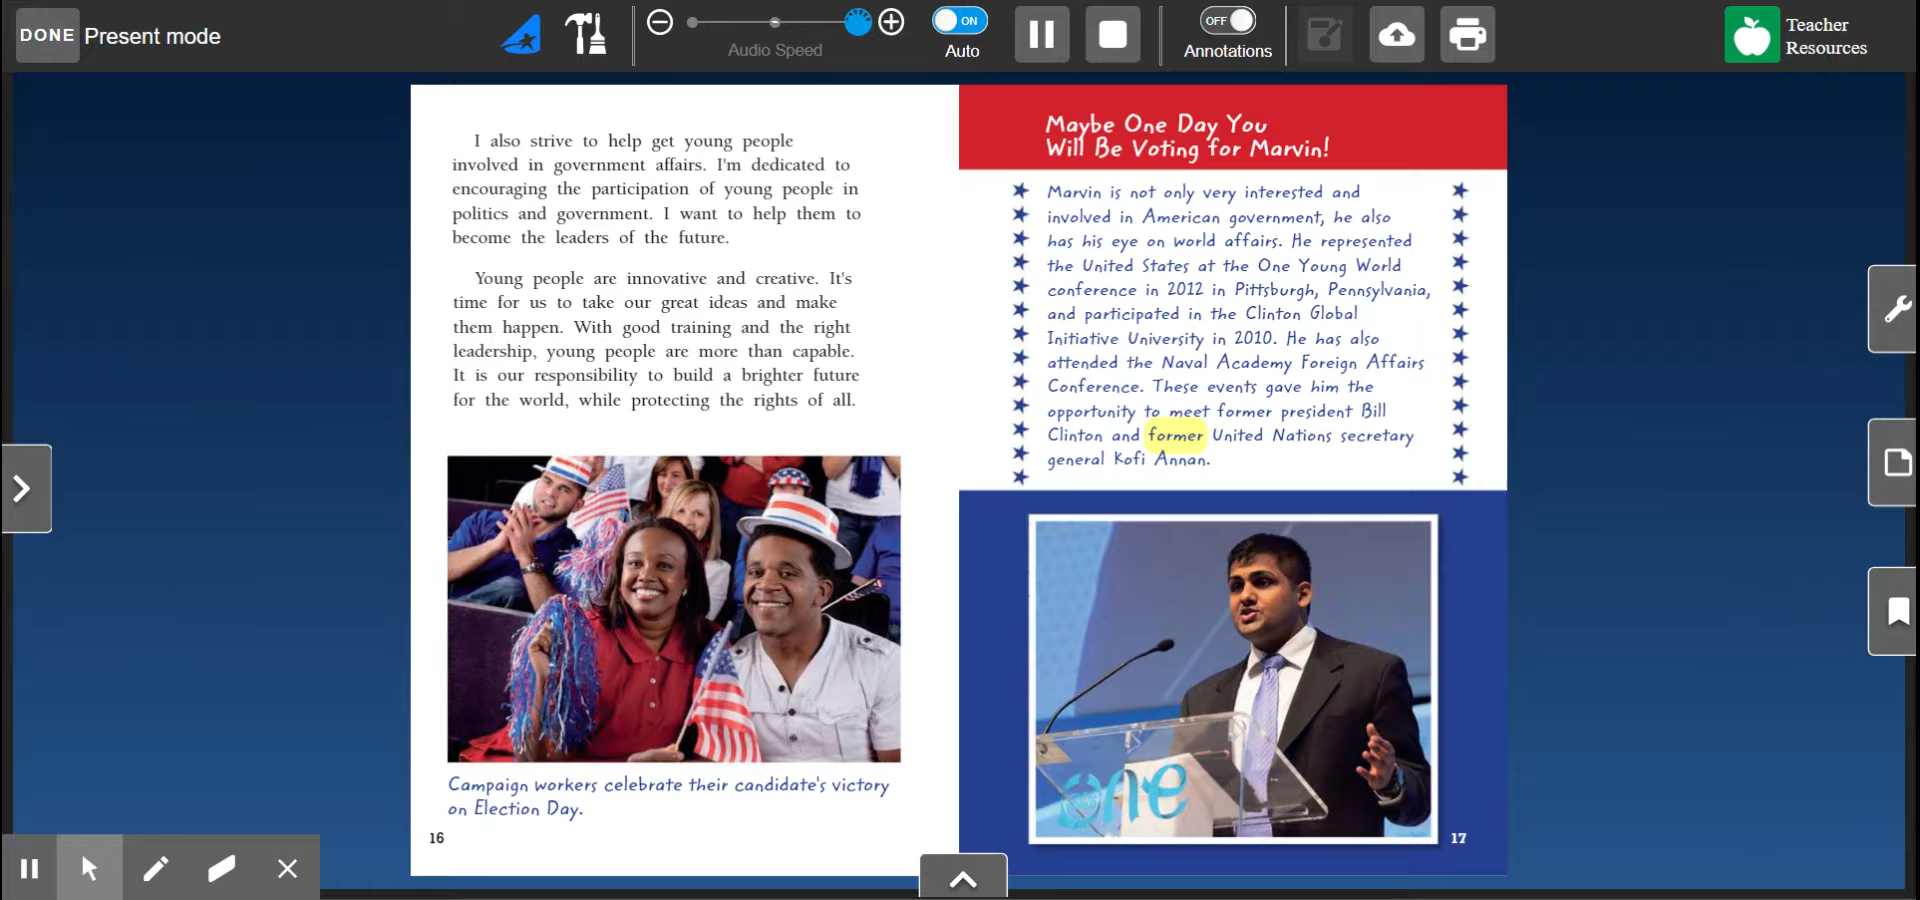 DONE Present mode
Audio Speed
ON
Auto
OFF
Annotations
Teacher
Resources
I also strive to help get young people
involved in government affairs. I'm dedicated to
encouraging the participation of young people in
politics and government. I want to help them to
become the leaders of the future.
Young people are innovative and creative. It's
time for us to take our great ideas and make
them happen. With good training and the right
leadership, young people are more than capable.
It is our responsibility to build a brighter future
for the world, while protecting the rights of all.
Campaign workers celebrate their candidate's victory
on Election Day.
16
Maybe One Day You
Will Be Voting for Marvin!
Marvin is not only very interested and
involved in American government, he also
has his eye on world affairs. He represented
the United States at the One Young World
conference in 2012 in Pittsburgh, Pennsylvania,
and participated in the Clinton Global
Initiative University in 2010. He has also
attended the Naval Academy Foreign Affairs
Conference. These events gave him the
opportunity to meet former president Bill
Clinton and former United Nations secretary
general Kofi Annan.
one
17